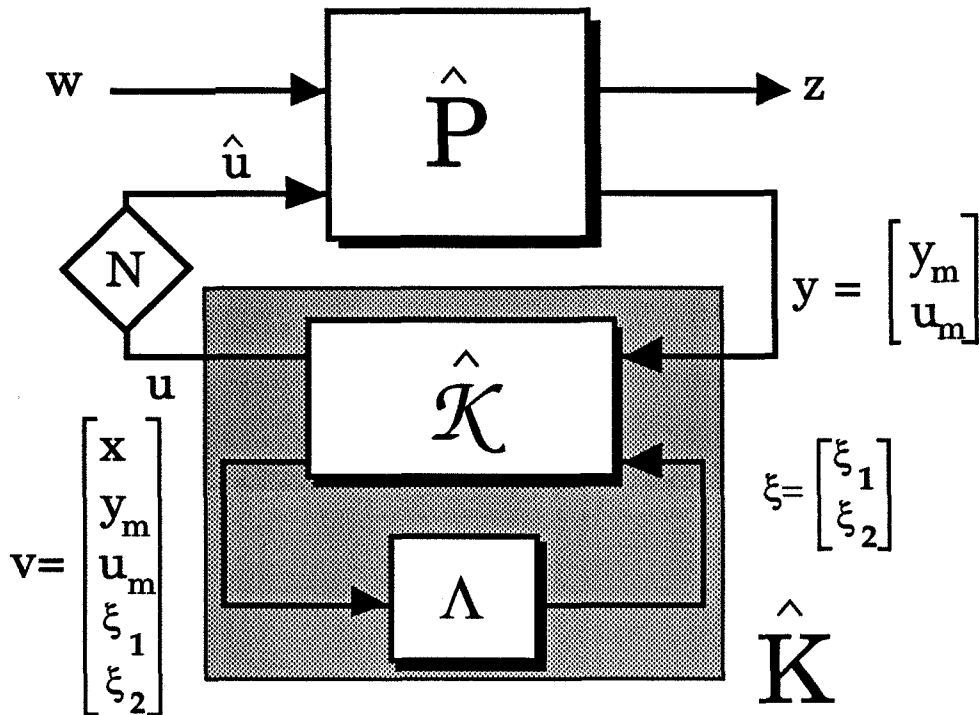 w
P̂
z
û
N
y = [ y_m
u_m ]
u
𝒦̂
v= [ x
y_m
u_m
ξ_1
ξ_2 ]
ξ= [ ξ_1
ξ_2 ]
Λ
K̂